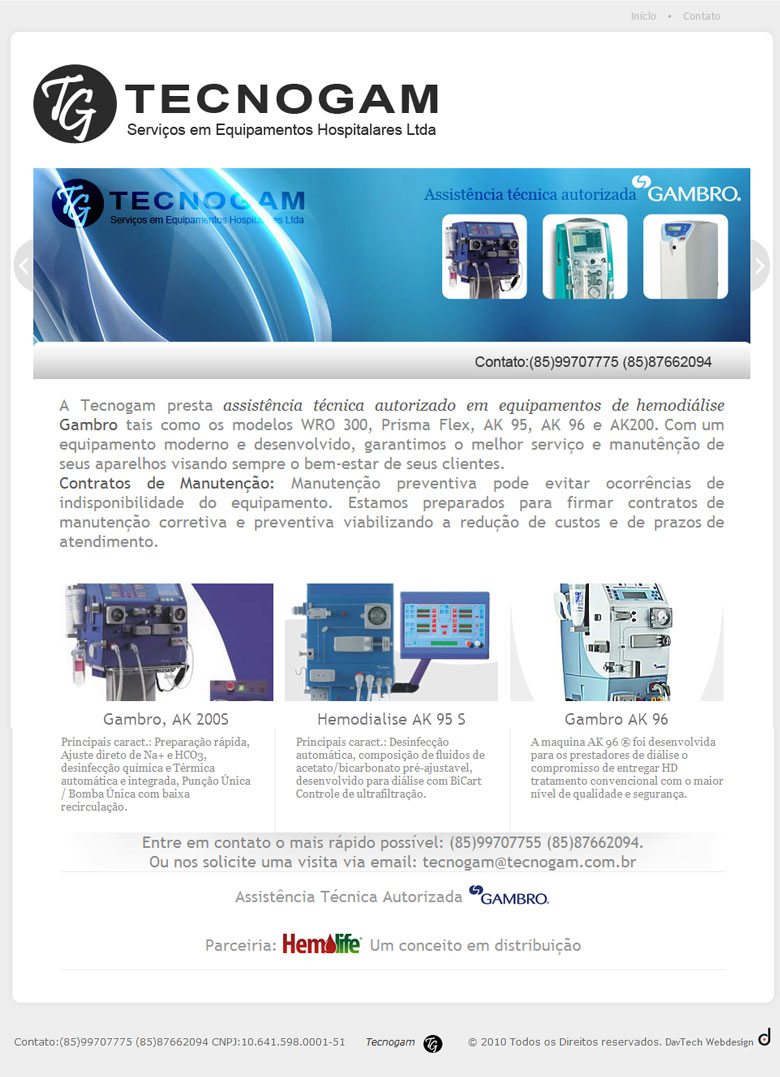 Início • Contato
TG TECNOGAM
Serviços em Equipamentos Hospitalares Ltda
TG TECNOGAM
Serviços em Equipamentos Hospitalares Ltda
Assistência técnica autorizada GAMBRO.
Contato:(85)99707775 (85)87662094
A Tecnogam presta assistência técnica autorizado em equipamentos de hemodiálise
Gambro tais como os modelos WRO 300, Prisma Flex, AK 95, AK 96 e AK200. Com um
equipamento moderno e desenvolvido, garantimos o melhor serviço e manutênção de
seus aparelhos visando sempre o bem-estar de seus clientes.
Contratos de Manutenção: Manutenção preventiva pode evitar ocorrências de
indisponibilidade do equipamento. Estamos preparados para firmar contratos de
manutenção corretiva e preventiva viabilizando a redução de custos e de prazos de
atendimento.
Gambro, AK 200S
Principais caract.: Preparação rápida,
Ajuste direto de Na+ e HCO3,
desinfecção química e Térmica
automática e integrada, Punção Única
/ Bomba Única com baixa
recirculação.
Hemodialise AK 95 S
Principais caract.: Desinfecção
automática, composição de fluidos de
acetato/bicarbonato pré-ajustavel,
desenvolvido para diálise com BiCart
Controle de ultrafiltração.
Gambro AK 96
A maquina AK 96 ® foi desenvolvida
para os prestadores de diálise o
compromisso de entregar HD
tratamento convencional com o maior
nível de qualidade e segurança.
Entre em contato o mais rápido possível: (85)99707755 (85)87662094.
Ou nos solicite uma visita via email: tecnogam@tecnogam.com.br
Assistência Técnica Autorizada GAMBRO.
Parceiria: Hemolife Um conceito em distribuição
Contato:(85)99707775 (85)87662094 CNPJ:10.641.598.0001-51 Tecnogam TG © 2010 Todos os Direitos reservados. DavTech Webdesign d